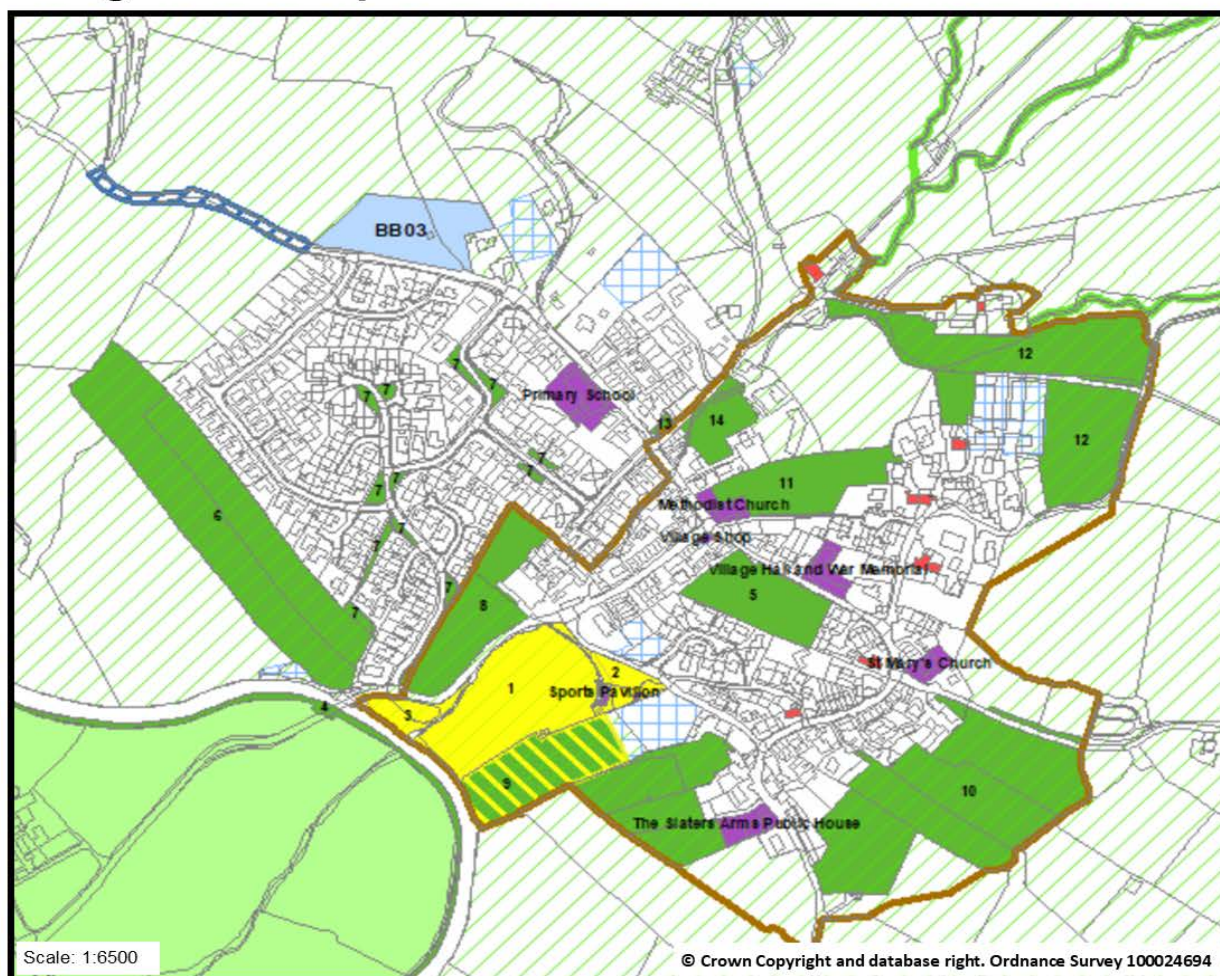 BB03
12
Primary School
7
7
7
7
13
14
12
7
7
11
6
7
7
Methodist Church
7
7
Village Shop
Village Hall and War Memorial
7
7
5
8
St Mary's Church
1
2
Sports Pavilion
4
3
9
10
The Slaters Arms Public House
Scale: 1:6500
© Crown Copyright and database right. Ordnance Survey 100024694